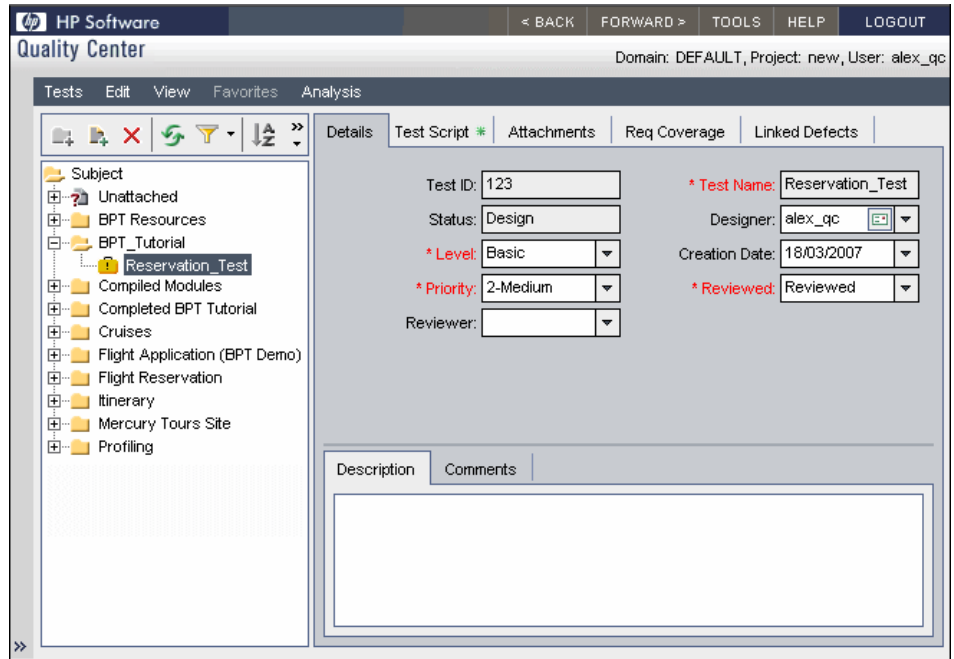 hp HP Software < BACK FORWARD > TOOLS HELP LOGOUT
Quality Center Domain: DEFAULT, Project: new, User: alex_qc
Tests Edit View Favorites Analysis
Details Test Script * Attachments Req Coverage Linked Defects
Subject
Unattached
BPT Resources
BPT_Tutorial
Reservation_Test
Compiled Modules
Completed BPT Tutorial
Cruises
Flight Application (BPT Demo)
Flight Reservation
Itinerary
Mercury Tours Site
Profiling
Test ID: 123 * Test Name: Reservation_Test
Status: Design Designer: alex_qc
* Level: Basic Creation Date: 18/03/2007
* Priority: 2-Medium * Reviewed: Reviewed
Reviewer:
Description Comments